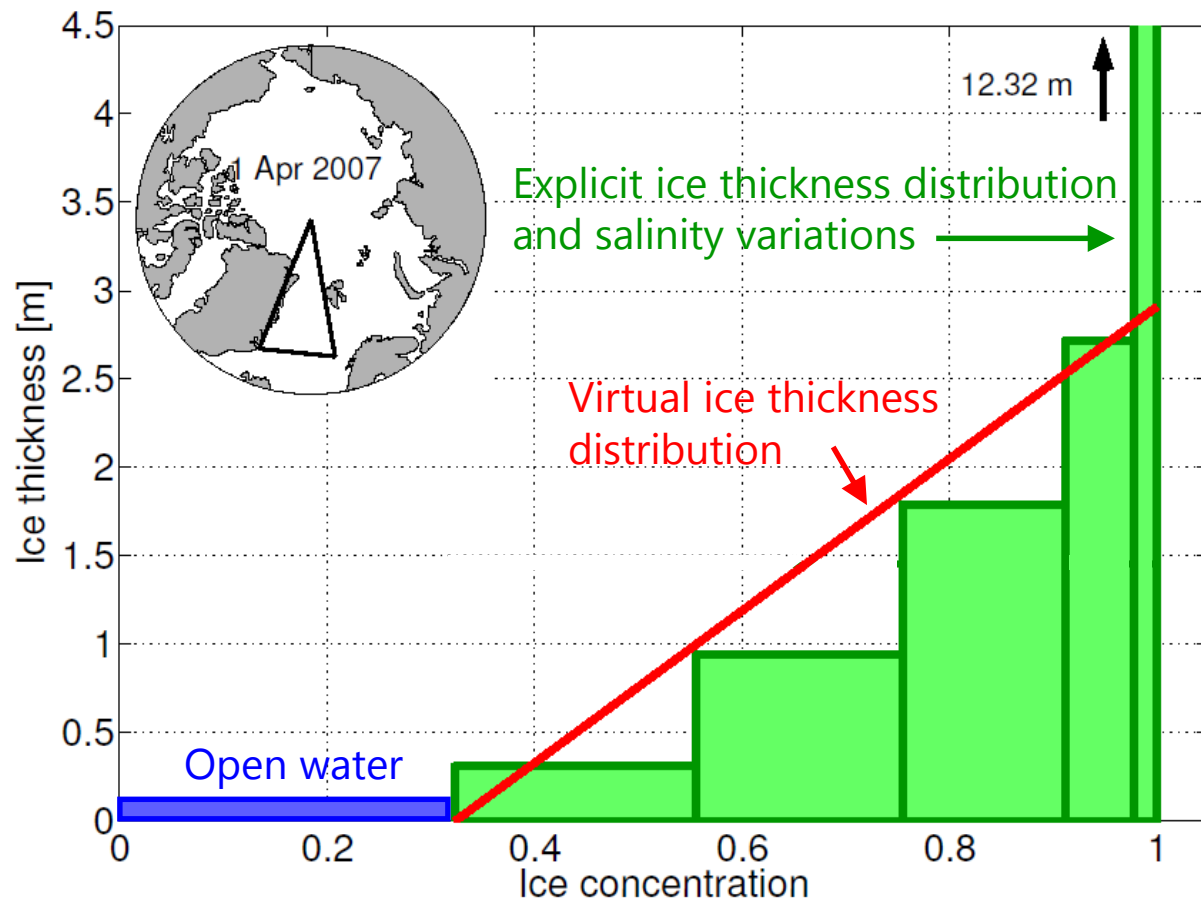 4.5
4
3.5
3
2.5
2
1.5
1
0.5
0
Ice thickness [m]
1 Apr 2007
12.32 m
Explicit ice thickness distribution
and salinity variations
Virtual ice thickness
distribution
Open water
0
0.2
0.4
0.6
0.8
1
Ice concentration